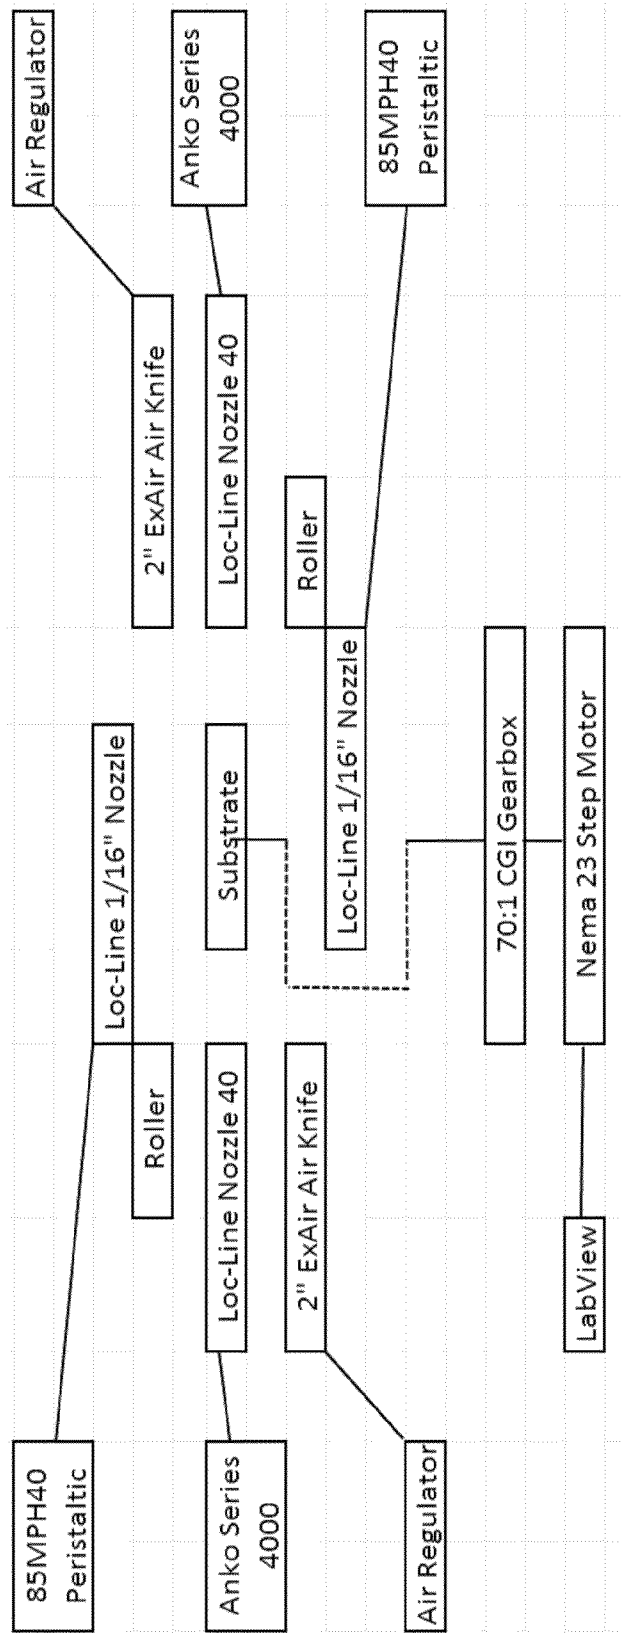 85MPH40
Peristaltic
Air Regulator
Loc-Line 1/16" Nozzle
Roller
2" ExAir Air Knife
Anko Series
4000
Loc-Line Nozzle 40
Substrate
Loc-Line Nozzle 40
Anko Series
4000
2" ExAir Air Knife
Roller
Loc-Line 1/16" Nozzle
85MPH40
Peristaltic
Air Regulator
70:1 CGI Gearbox
LabView
Nema 23 Step Motor